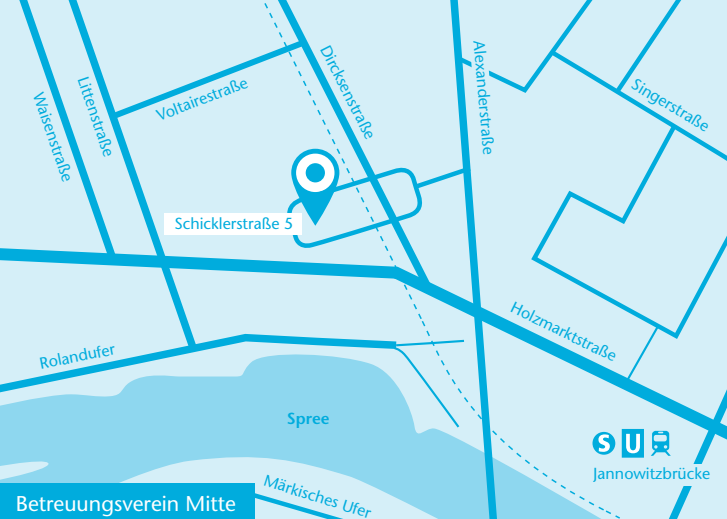 Waisenstraße
Littenstraße
Voltairestraße
Dircksenstraße
Alexanderstraße
Singerstraße
Schicklerstraße 5
Holzmarktstraße
Rolandufer
Spree
S U
Jannowitzbrücke
Märkisches Ufer
Betreuungsverein Mitte